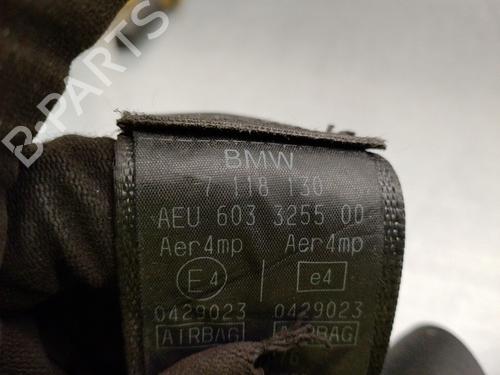 B-PARTS
BMW
7 118 130
AEU 603 3255 00
Aer4mp Aer4mp
E4 e4
0429023 0429023
AIRBAG AIRBAG